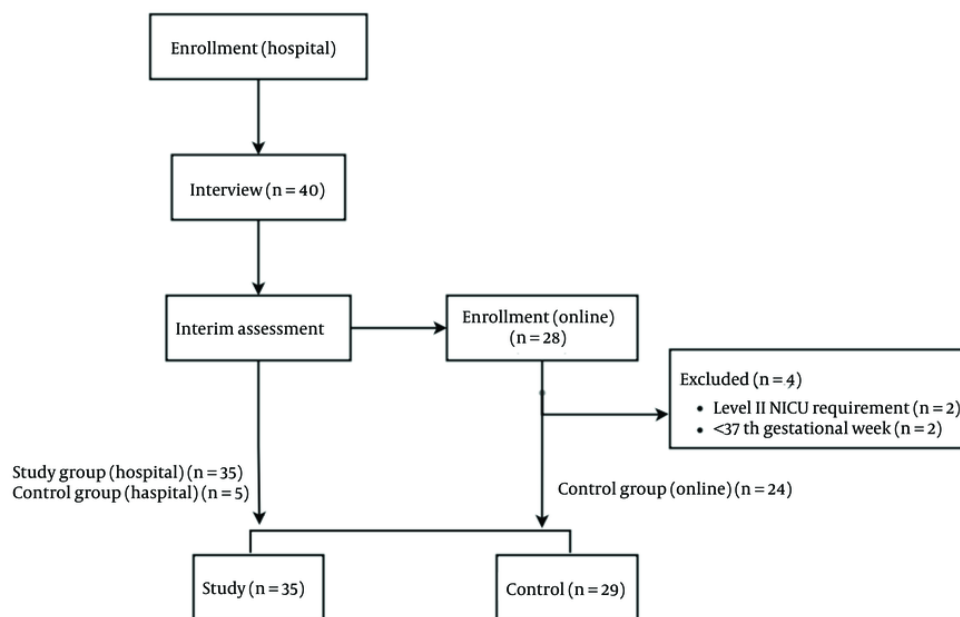 Enrollment (hospital)
Interview (n = 40)
Interim assessment
Enrollment (online)
(n = 28)
Excluded (n = 4)
• Level II NICU requirement (n = 2)
• <37 th gestational week (n = 2)
Study group (hospital) (n = 35)
Control group (haspital) (n = 5)
Control group (online) (n = 24)
Study (n = 35)
Control (n = 29)